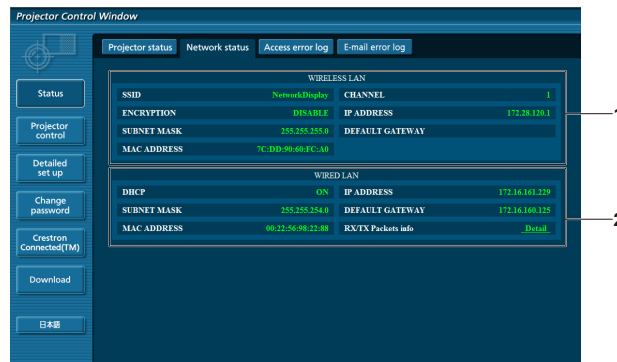 Projector Control Window
Projector status Network status Access error log E-mail error log
WIRELESS LAN
SSID NetworkDisplay CHANNEL 1
ENCRYPTION DISABLE IP ADDRESS 172.28.120.1
SUBNET MASK 255.255.255.0 DEFAULT GATEWAY
MAC ADDRESS 7C:DD:90:60:FC:A0
WIRED LAN
DHCP ON IP ADDRESS 172.16.161.229
SUBNET MASK 255.255.254.0 DEFAULT GATEWAY 172.16.160.125
MAC ADDRESS 00:22:56:98:22:88 RX/TX Packets info Detail
Status
Projector
control
Detailed
set up
Change
password
Crestron
Connected(TM)
Download
日本語
1
2